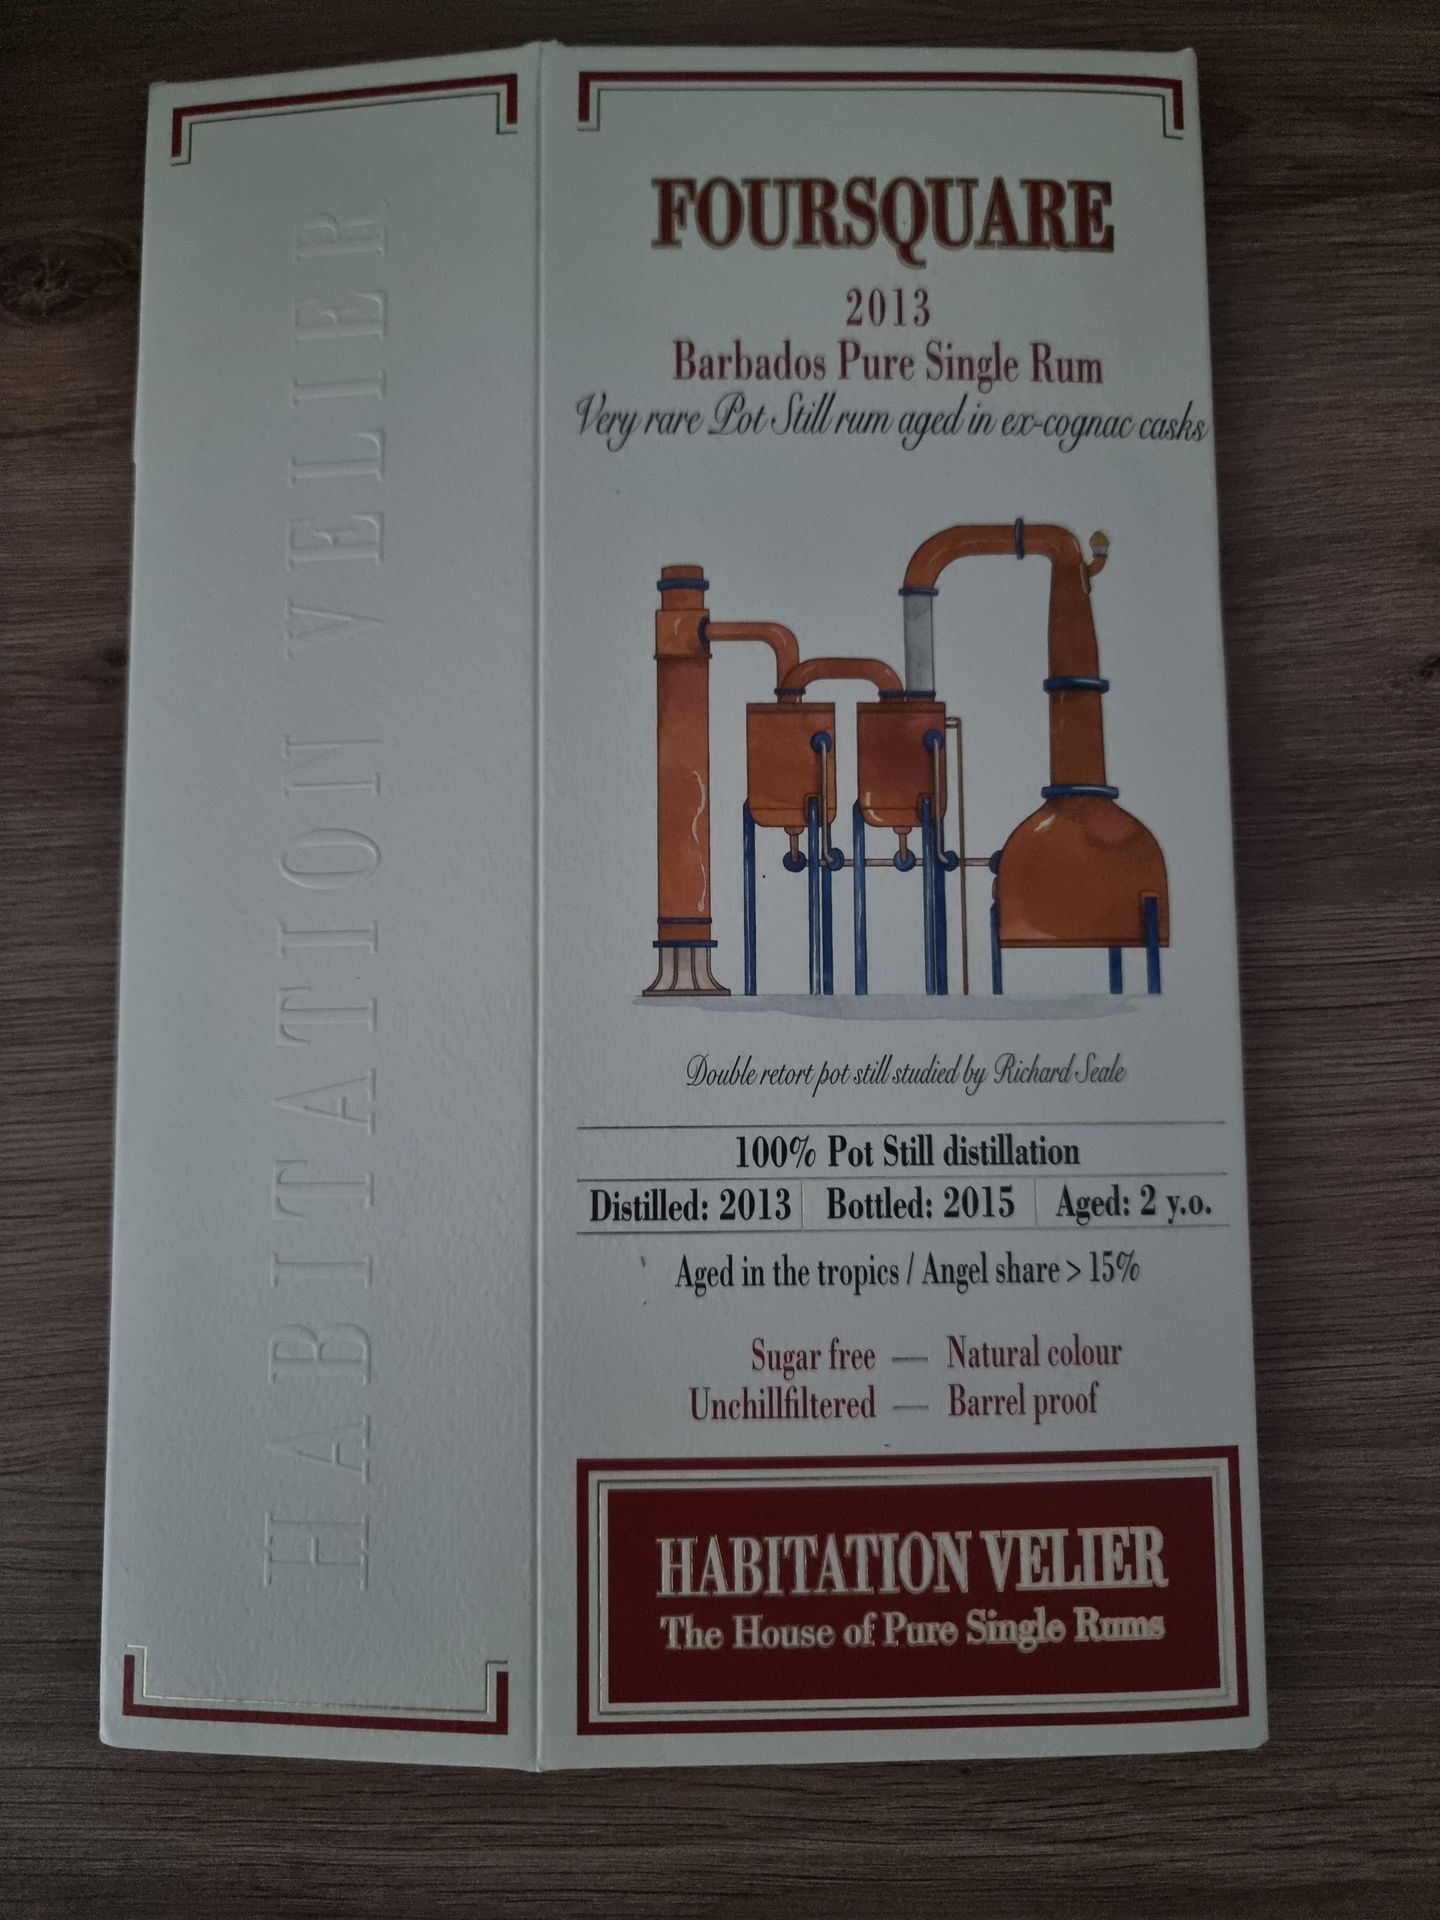 HABITATION VELIER
FOURSQUARE
2013
Barbados Pure Single Rum
Very rare Pot Still rum aged in ex-cognac casks
Double retort pot still studied by Richard Seale
100% Pot Still distillation
Distilled: 2013 Bottled: 2015 Aged: 2 y.o.
Aged in the tropics / Angel share > 15%
Sugar free — Natural colour
Unchillfiltered — Barrel proof
HABITATION VELIER
The House of Pure Single Rums